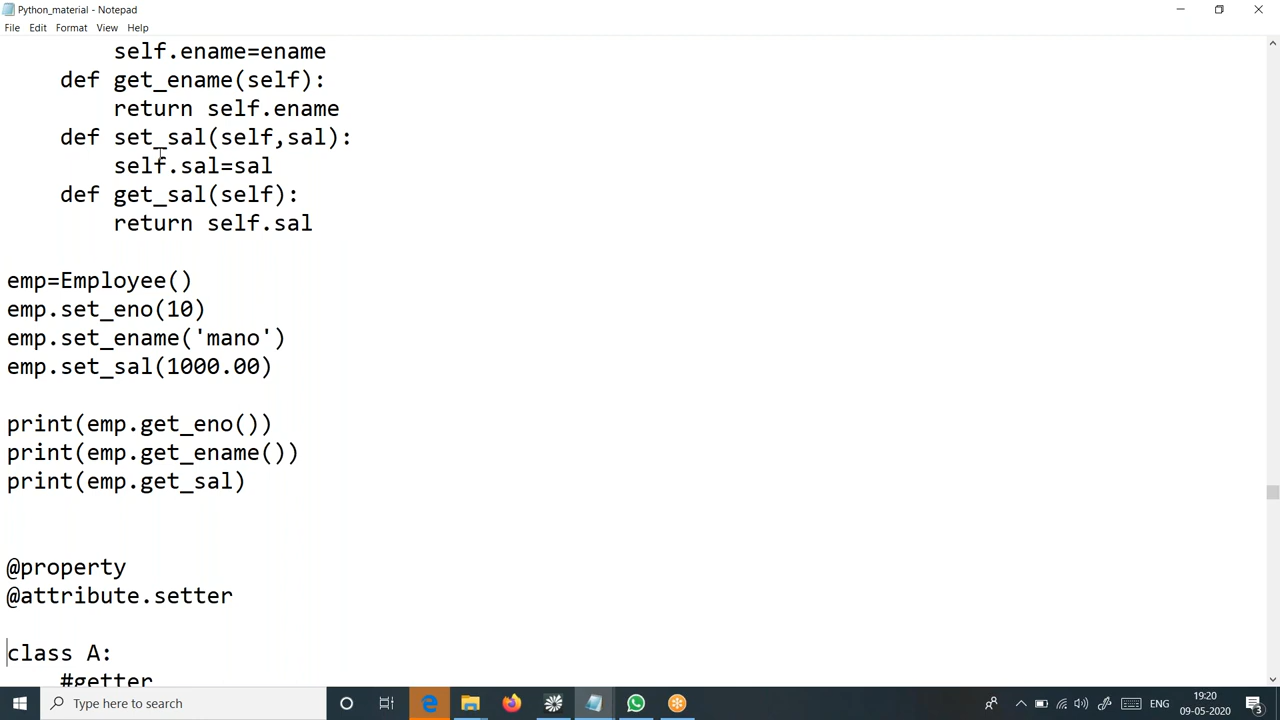 Python_material - Notepad
File Edit Format View Help
self.ename=ename
def get_ename(self):
return self.ename
def set_sal(self,sal):
self.sal=sal
def get_sal(self):
return self.sal
emp=Employee()
emp.set_eno(10)
emp.set_ename('mano')
emp.set_sal(1000.00)
print(emp.get_eno())
print(emp.get_ename())
print(emp.get_sal)
@property
@attribute.setter
class A:
#getter
Type here to search
ENG
19:20
09-05-2020
3